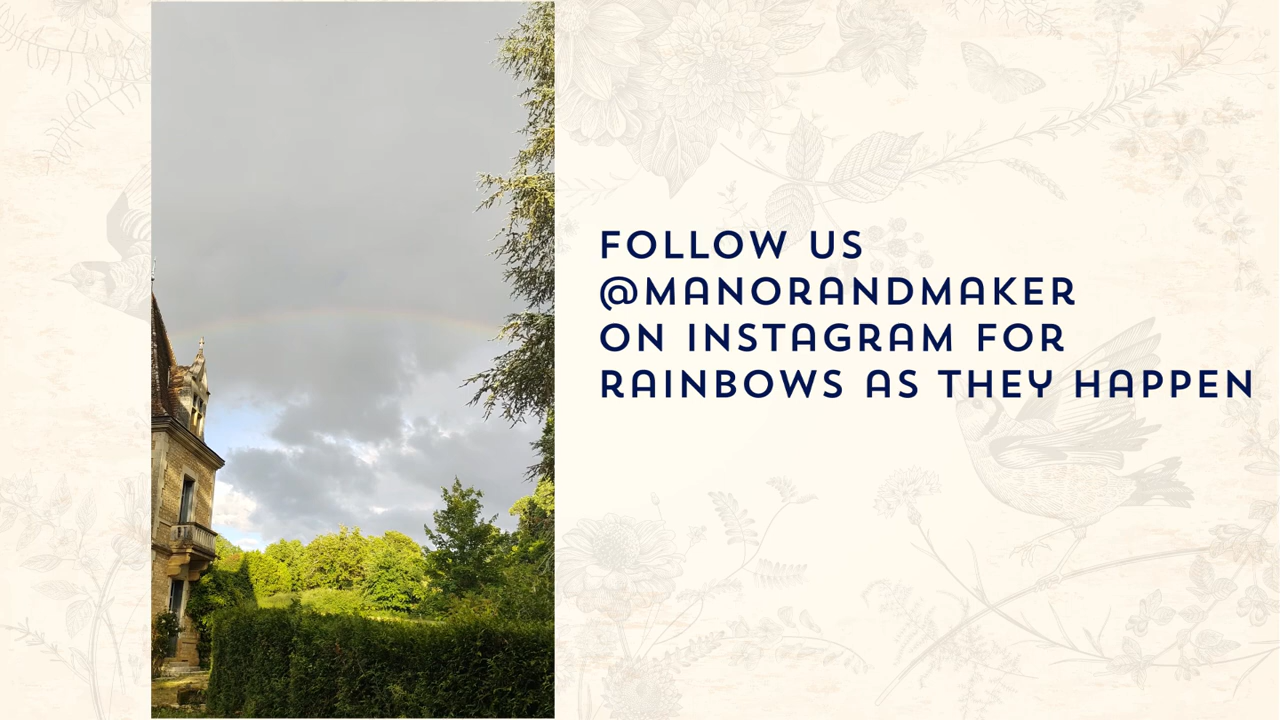 FOLLOW US
@MANORANDMAKER
ON INSTAGRAM FOR
RAINBOWS AS THEY HAPPEN